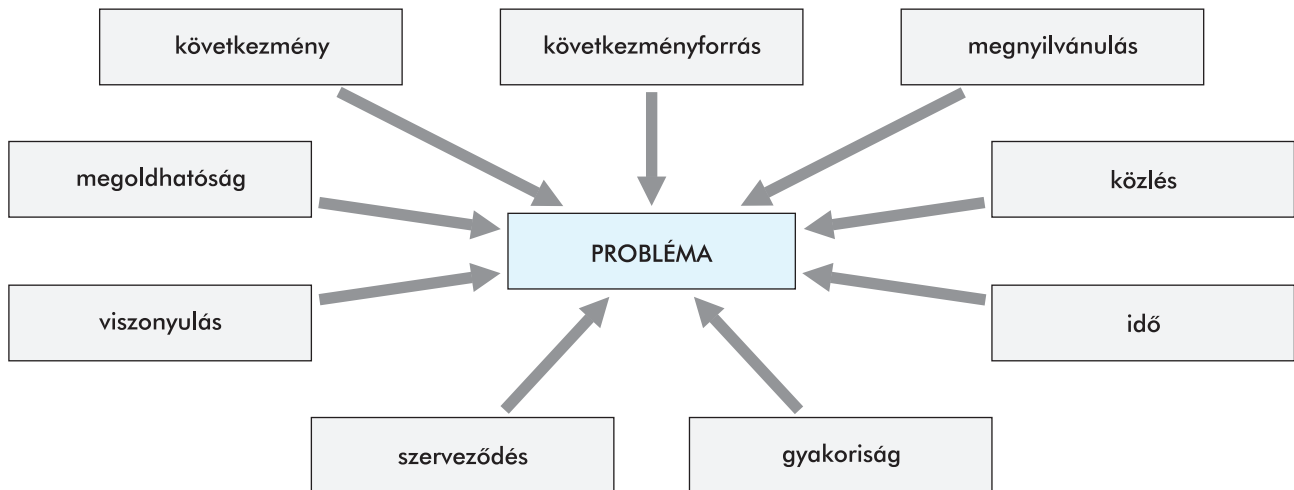 következmény
következményforrás
megnyilvánulás
megoldhatóság
közlés
PROBLÉMA
viszonyulás
idő
szerveződés
gyakoriság